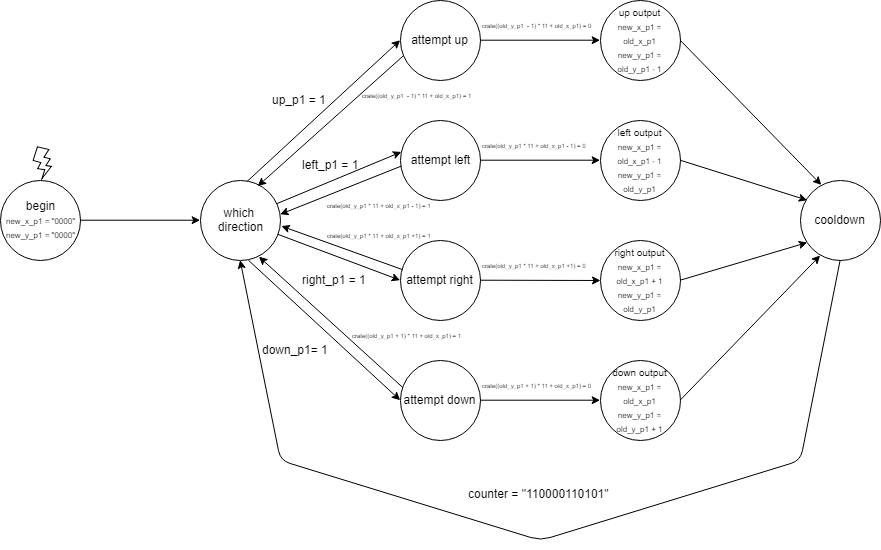 up output
new_x_p1 =
old_x_p1
new_y_p1 =
old_y_p1 - 1
attempt up
crate((old_y_p1 - 1) * 11 + old_x_p1) = 0
up_p1 = 1
crate((old_y_p1 - 1) * 11 + old_x_p1) = 1
left output
new_x_p1 =
old_x_p1 - 1
new_y_p1 =
old_y_p1
attempt left
crate(old_y_p1 * 11 + old_x_p1 - 1) = 0
left_p1 = 1
crate(old_y_p1 * 11 + old_x_p1 - 1) = 1
begin
new_x_p1 = "0000"
new_y_p1 = "0000"
which
direction
cooldown
crate(old_y_p1 * 11 + old_x_p1 +1) = 1
right_p1 = 1
attempt right
crate(old_y_p1 * 11 + old_x_p1 +1) = 0
right output
new_x_p1 =
old_x_p1 + 1
new_y_p1 =
old_y_p1
crate((old_y_p1 + 1) * 11 + old_x_p1) = 1
down_p1= 1
attempt down
crate((old_y_p1 + 1) * 11 + old_x_p1) = 0
down output
new_x_p1 =
old_x_p1
new_y_p1 =
old_y_p1 + 1
counter = "110000110101"